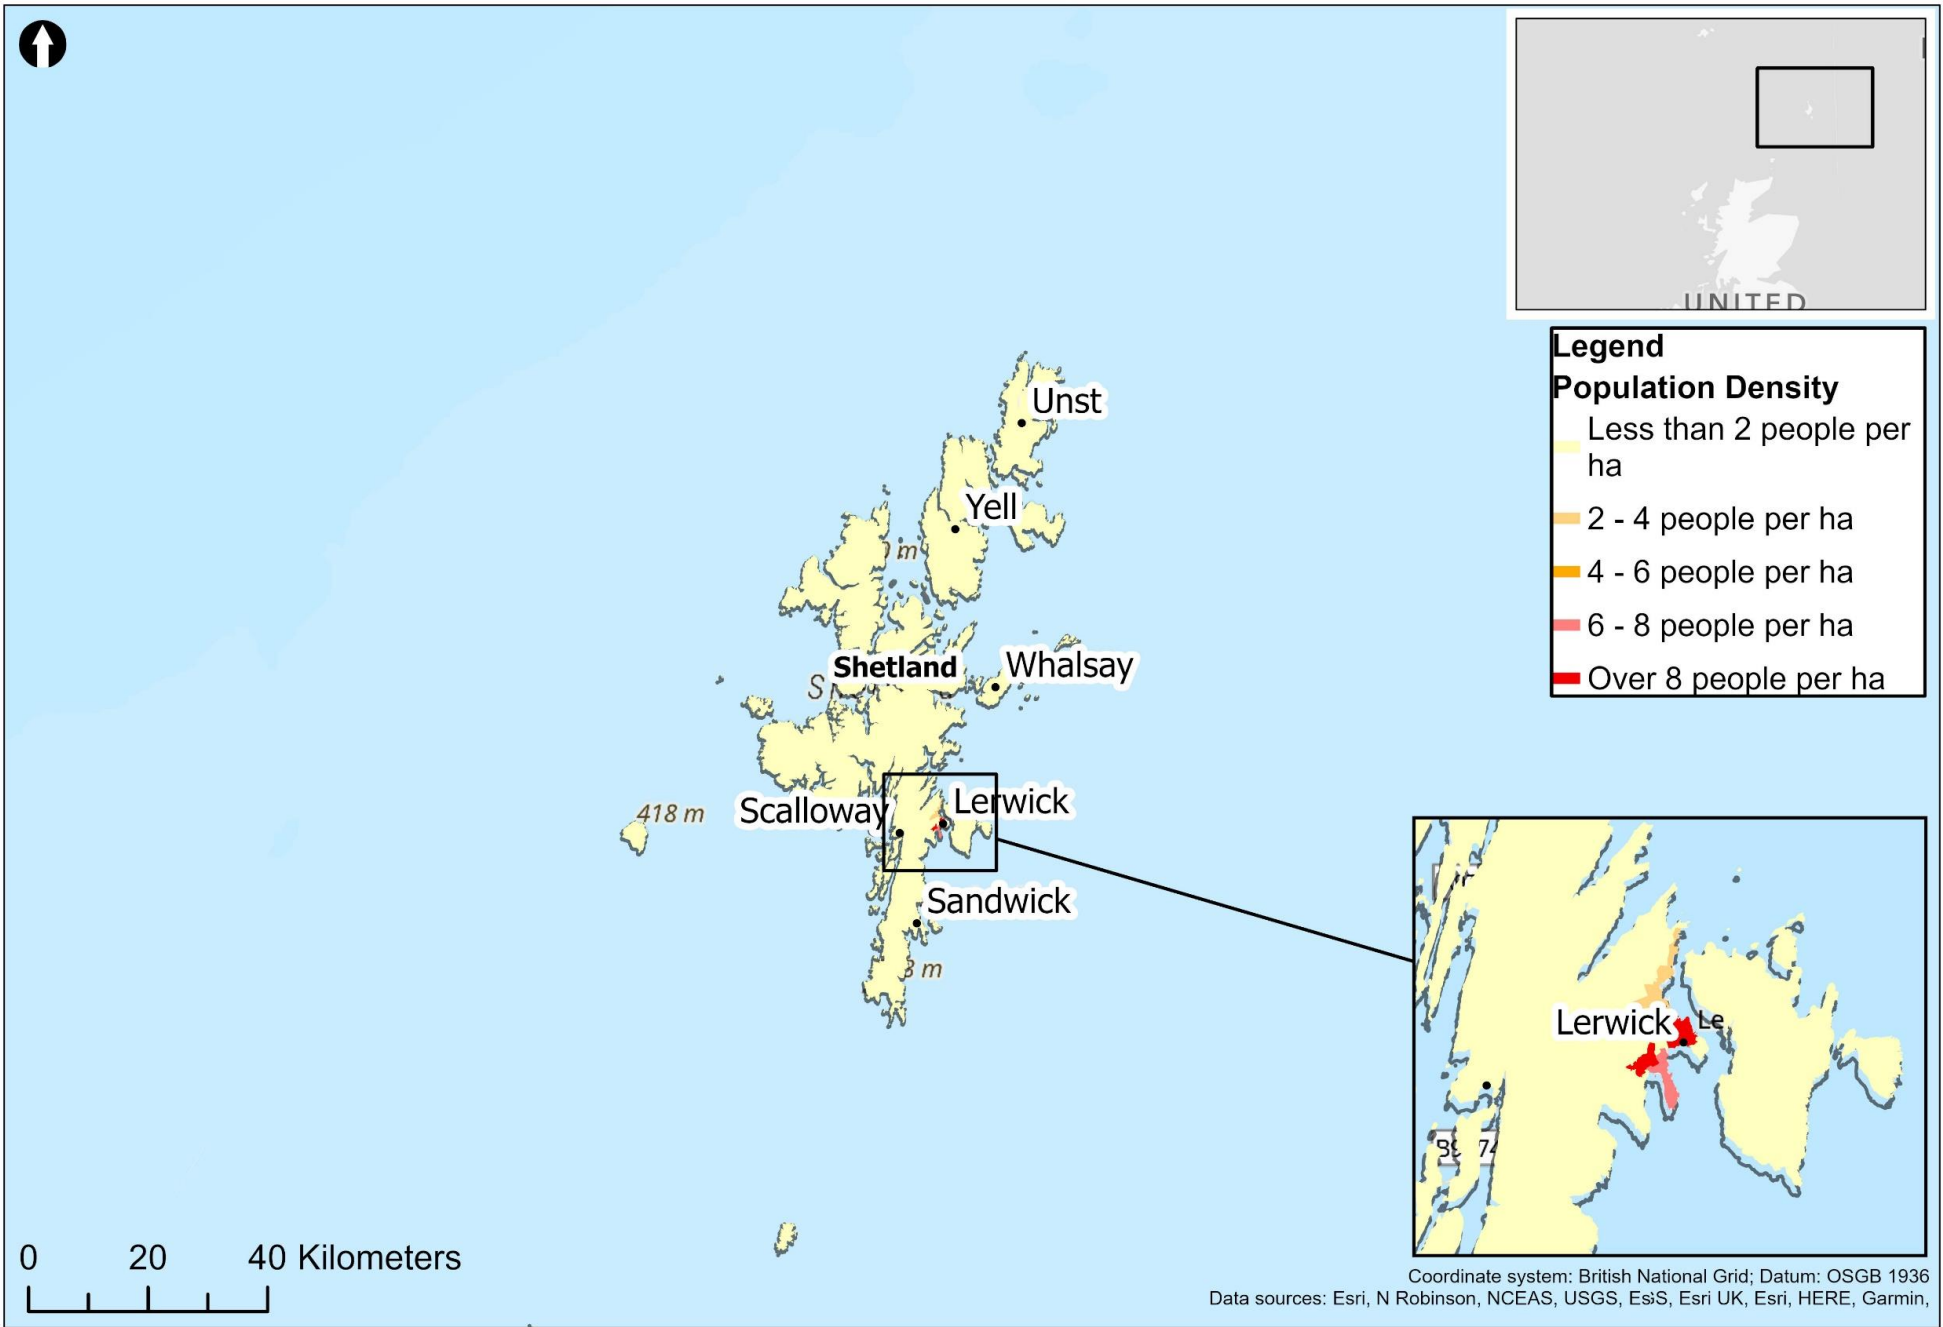 UNITED
Legend
Population Density
Less than 2 people per
ha
2 - 4 people per ha
4 - 6 people per ha
6 - 8 people per ha
Over 8 people per ha
Unst
Yell
m
Shetland
Whalsay
S
418 m
Scalloway
Lerwick
Sandwick
3 m
Lerwick
Le
0 20 40 Kilometers
Coordinate system: British National Grid; Datum: OSGB 1936
Data sources: Esri, N Robinson, NCEAS, USGS, Esri UK, Esri, HERE, Garmin,